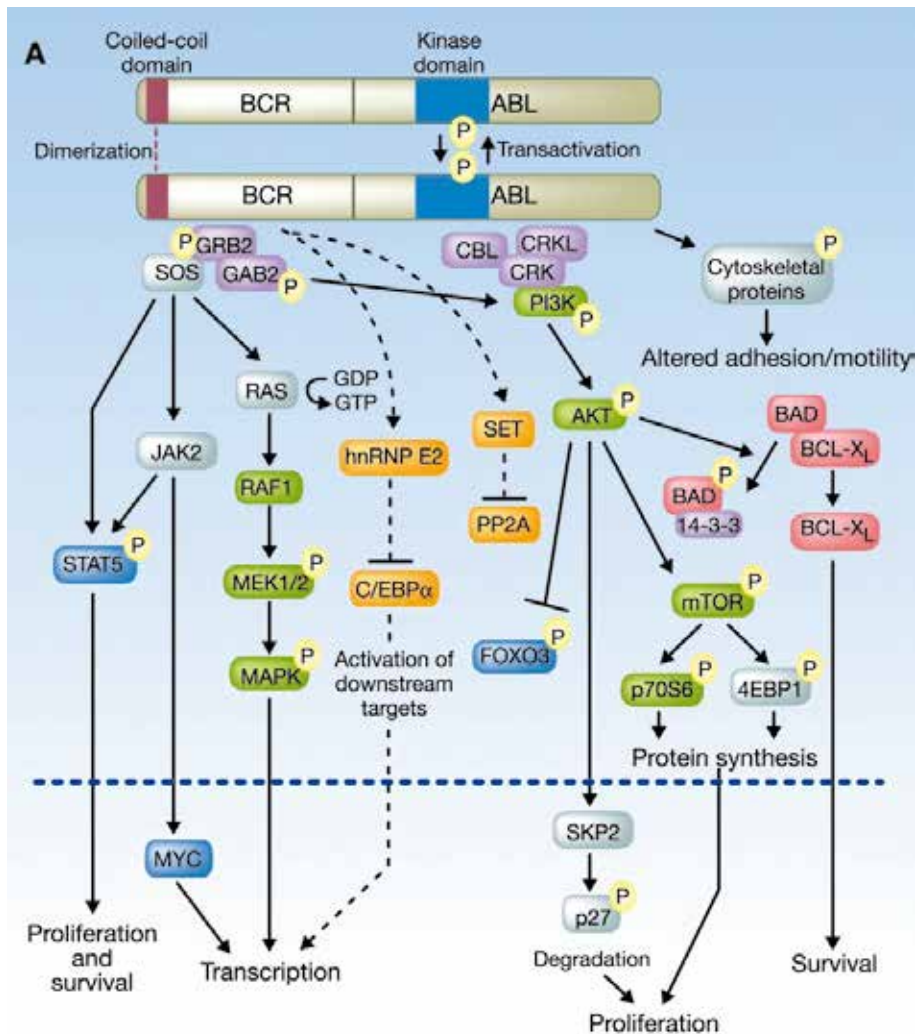 A
Coiled-coil
domain
Kinase
domain
BCR
ABL
P
Dimerization
P
Transactivation
BCR
ABL
P
GRB2
SOS
GAB2
P
CBL
CRKL
CRK
PI3K
P
P
Cytoskeletal
proteins
Altered adhesion/motility
RAS
GDP
GTP
AKT
P
BAD
BCL-XL
JAK2
hnRNP E2
SET
P
BAD
14-3-3
RAF1
PP2A
BCL-XL
STAT5
P
MEK1/2
P
C/EBPα
mTOR
P
FOXO3
P
MAPK
P
Activation of
downstream
targets
p70S6
P
4EBP1
P
Protein synthesis
MYC
SKP2
p27
P
Proliferation
and
survival
Transcription
Degradation
Survival
Proliferation